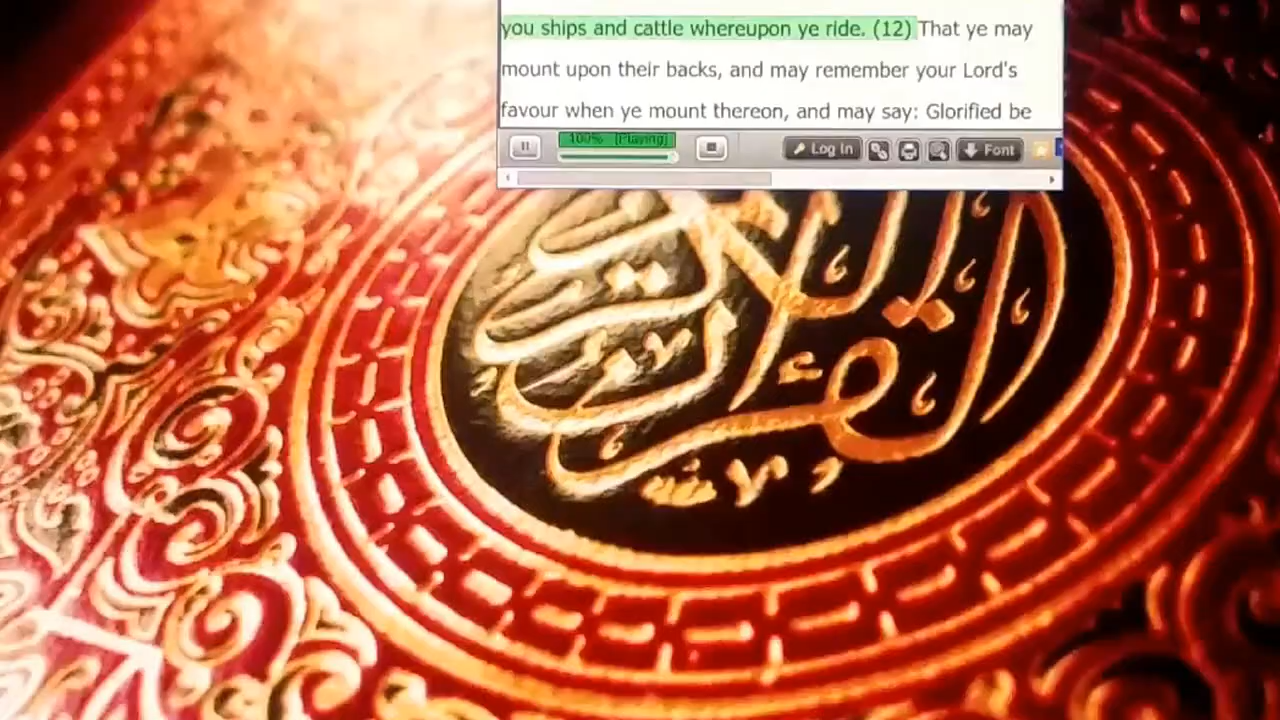 you ships and cattle whereupon ye ride. (12) That ye may
mount upon their backs, and may remember your Lord's
favour when ye mount thereon, and may say: Glorified be
100% [Playing]
Log In
Font
القرءان
الكريم